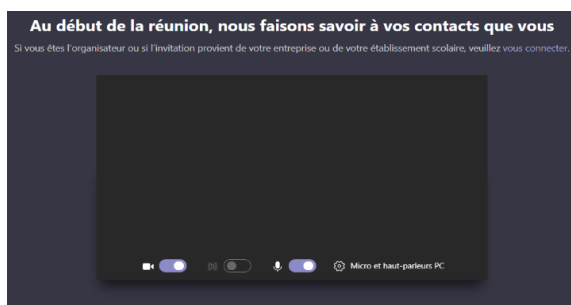 Au début de la réunion, nous faisons savoir à vos contacts que vous
Si vous êtes l'organisateur ou si l'invitation provient de votre entreprise ou de votre établissement scolaire, veuillez vous connecter.
Micro et haut-parleurs PC